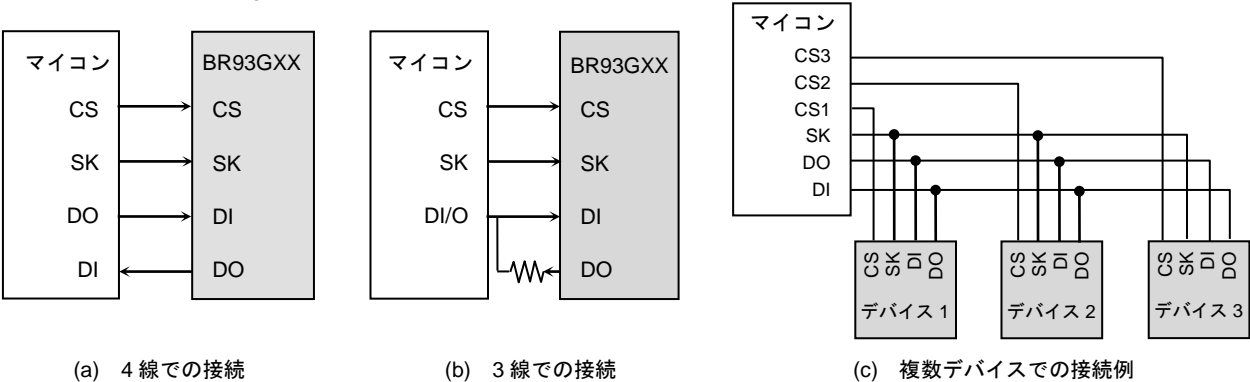 マイコン
BR93GXX
CS
CS
SK
SK
DO
DI
DI
DO
(a) 4 線での接続
マイコン
BR93GXX
CS
CS
SK
SK
DI/O
DI
DO
(b) 3 線での接続
マイコン
CS3
CS2
CS1
SK
DO
DI
CS
SK
DI
DO
デバイス 1
CS
SK
DI
DO
デバイス 2
CS
SK
DI
DO
デバイス 3
(c) 複数デバイスでの接続例